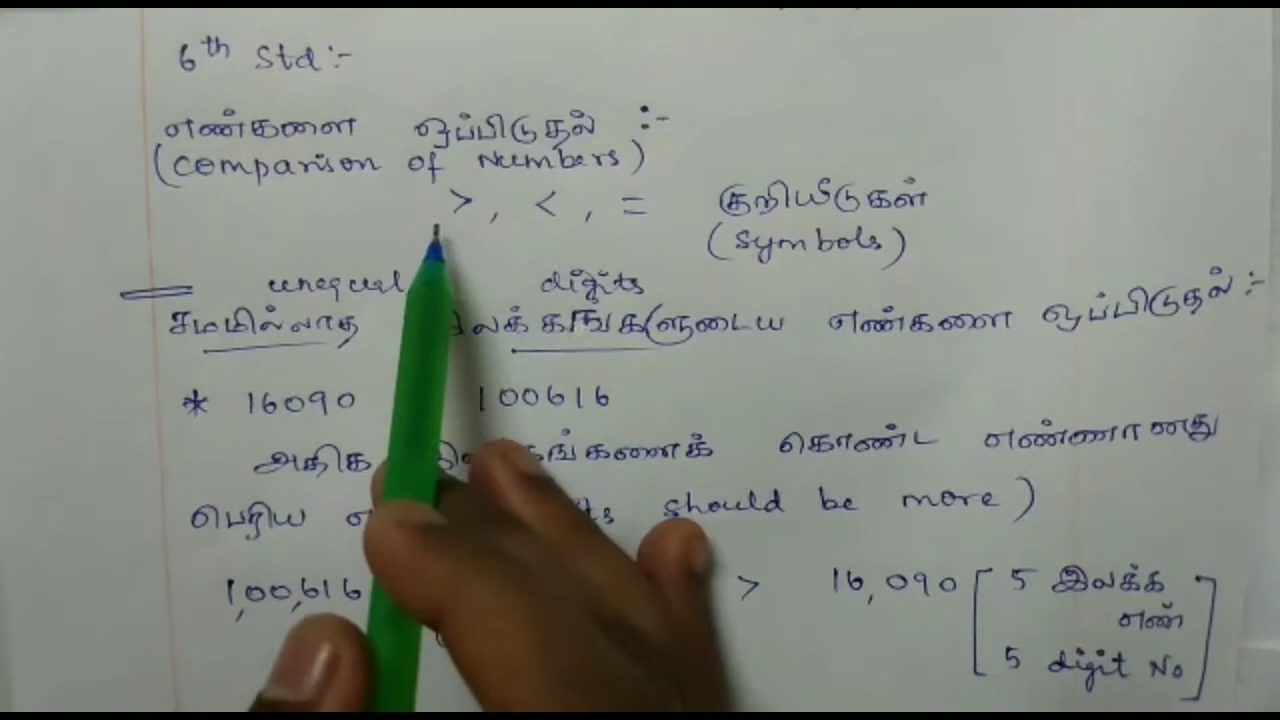 6th Std :-
எண்களை ஒப்பிடுதல் :-
(Comparison of Numbers)
>, <, = குறியீடுகள்
(Symbols)
unequal digits
சமமில்லாத இலக்கங்களுடைய எண்களை ஒப்பிடுதல் :-
* 16090 100616
அதிக கொண்ட எண்ணானது
பெரிய should be more)
1,00,616 > 16,090 [ 5 இலக்க
எண்
5 digit No ]